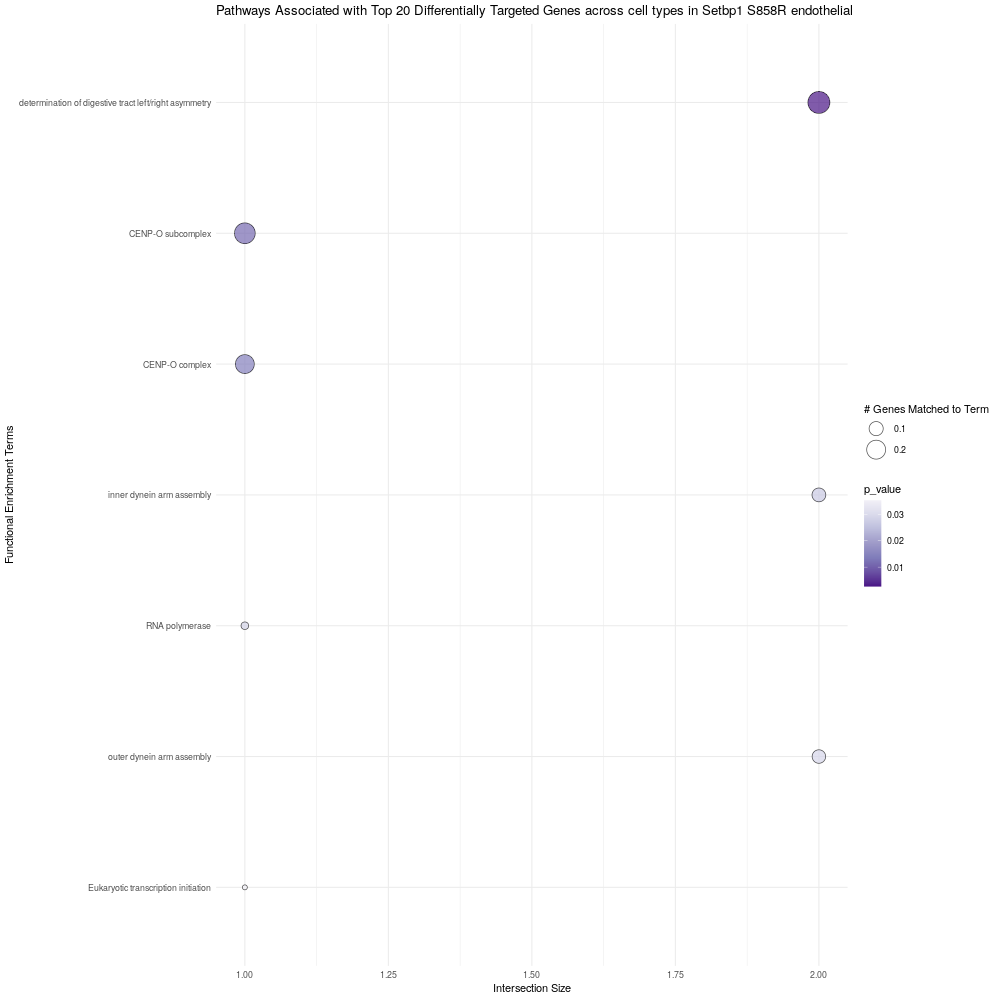 Pathways Associated with Top 20 Differentially Targeted Genes across cell types in Setbp1 S858R endothelial
determination of digestive tract left/right asymmetry
CENP-O subcomplex
CENP-O complex
inner dynein arm assembly
RNA polymerase
outer dynein arm assembly
Eukaryotic transcription initiation
Functional Enrichment Terms
1.00
1.25
1.50
1.75
2.00
Intersection Size
# Genes Matched to Term
0.1
0.2
p_value
0.03
0.02
0.01